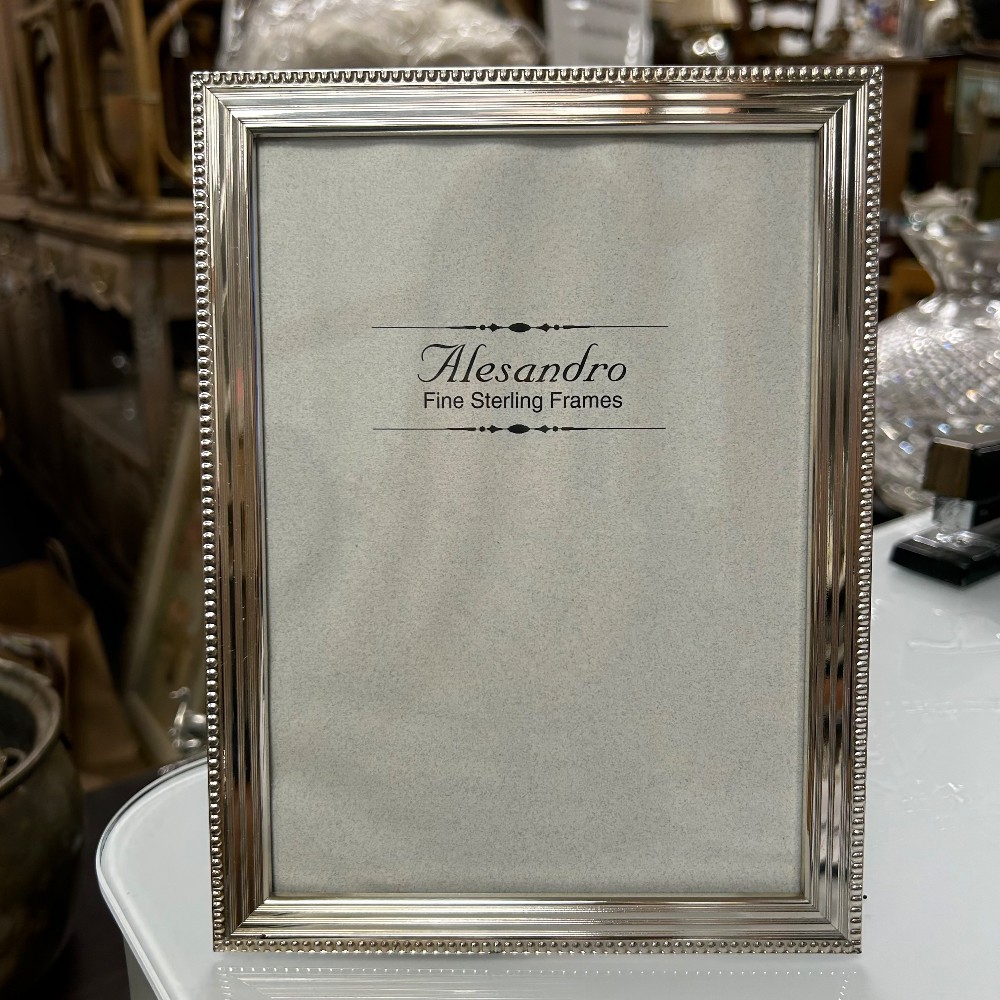 Alesandro
Fine Sterling Frames